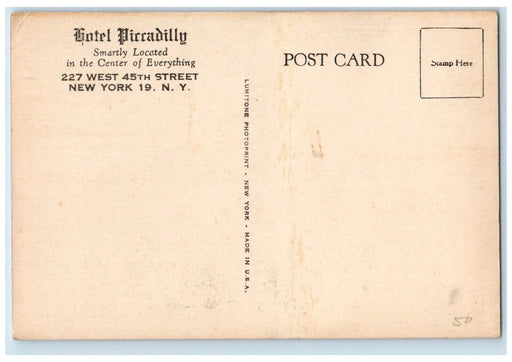 Hotel Piccadilly
Smartly Located
in the Center of Everything
227 WEST 45TH STREET
NEW YORK 19, N. Y.
LUMITONE PHOTOPRINT - NEW YORK - MADE IN U.S.A.
POST CARD
Stamp Here
50